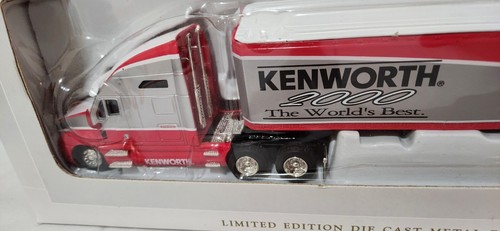 KENWORTH®
2000
The World's Best.
KENWORTH
LIMITED EDITION DIE CAST METAL